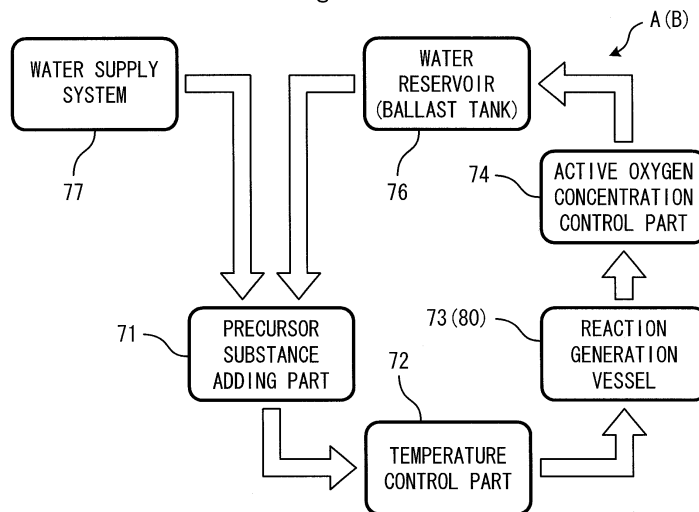 A(B)
WATER SUPPLY
SYSTEM
77
WATER
RESERVOIR
(BALLAST TANK)
76
74
ACTIVE OXYGEN
CONCENTRATION
CONTROL PART
71
PRECURSOR
SUBSTANCE
ADDING PART
73(80)
REACTION
GENERATION
VESSEL
72
TEMPERATURE
CONTROL PART